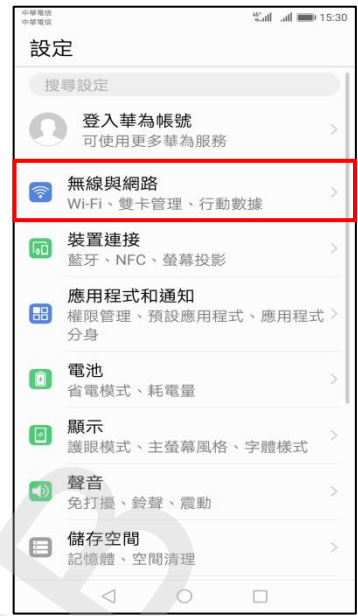 中華電信
中華電信
15:30
設定
搜尋設定
登入華為帳號
可使用更多華為服務
無線與網路
Wi-Fi、雙卡管理、行動數據
裝置連接
藍牙、NFC、螢幕投影
應用程式和通知
權限管理、預設應用程式、應用程式
分身
電池
省電模式、耗電量
顯示
護眼模式、主螢幕風格、字體樣式
聲音
免打擾、鈴聲、震動
儲存空間
記憶體、空間清理